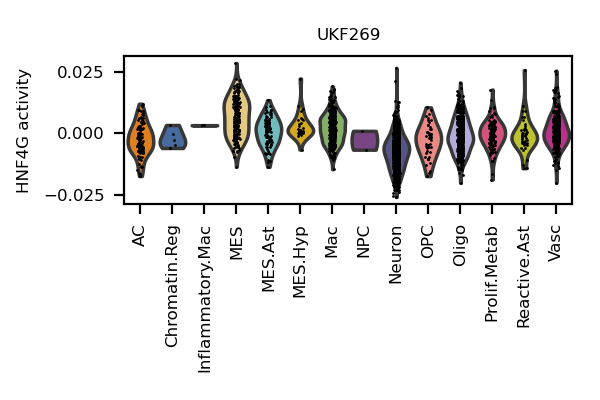 UKF269
HNF4G activity
0.025
0.000
−0.025
AC
Chromatin.Reg
Inflammatory.Mac
MES
MES.Ast
MES.Hyp
Mac
NPC
Neuron
OPC
Oligo
Prolif.Metab
Reactive.Ast
Vasc